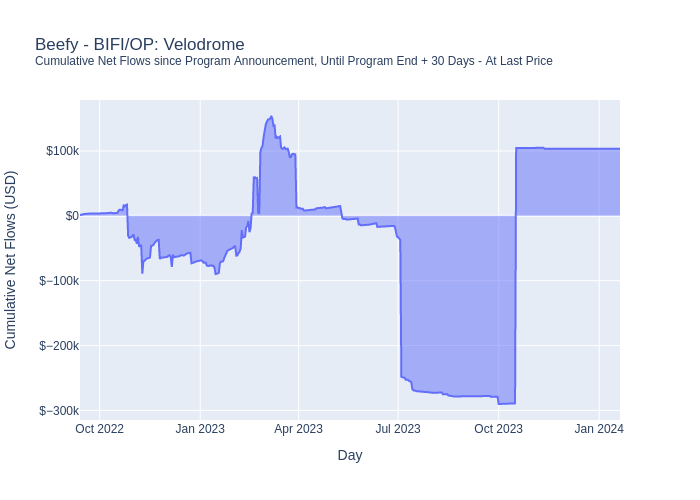 Beefy - BIFI/OP: Velodrome
Cumulative Net Flows since Program Announcement, Until Program End + 30 Days - At Last Price
$100k
$0
$−100k
$−200k
$−300k
Cumulative Net Flows (USD)
Oct 2022 Jan 2023 Apr 2023 Jul 2023 Oct 2023 Jan 2024
Day